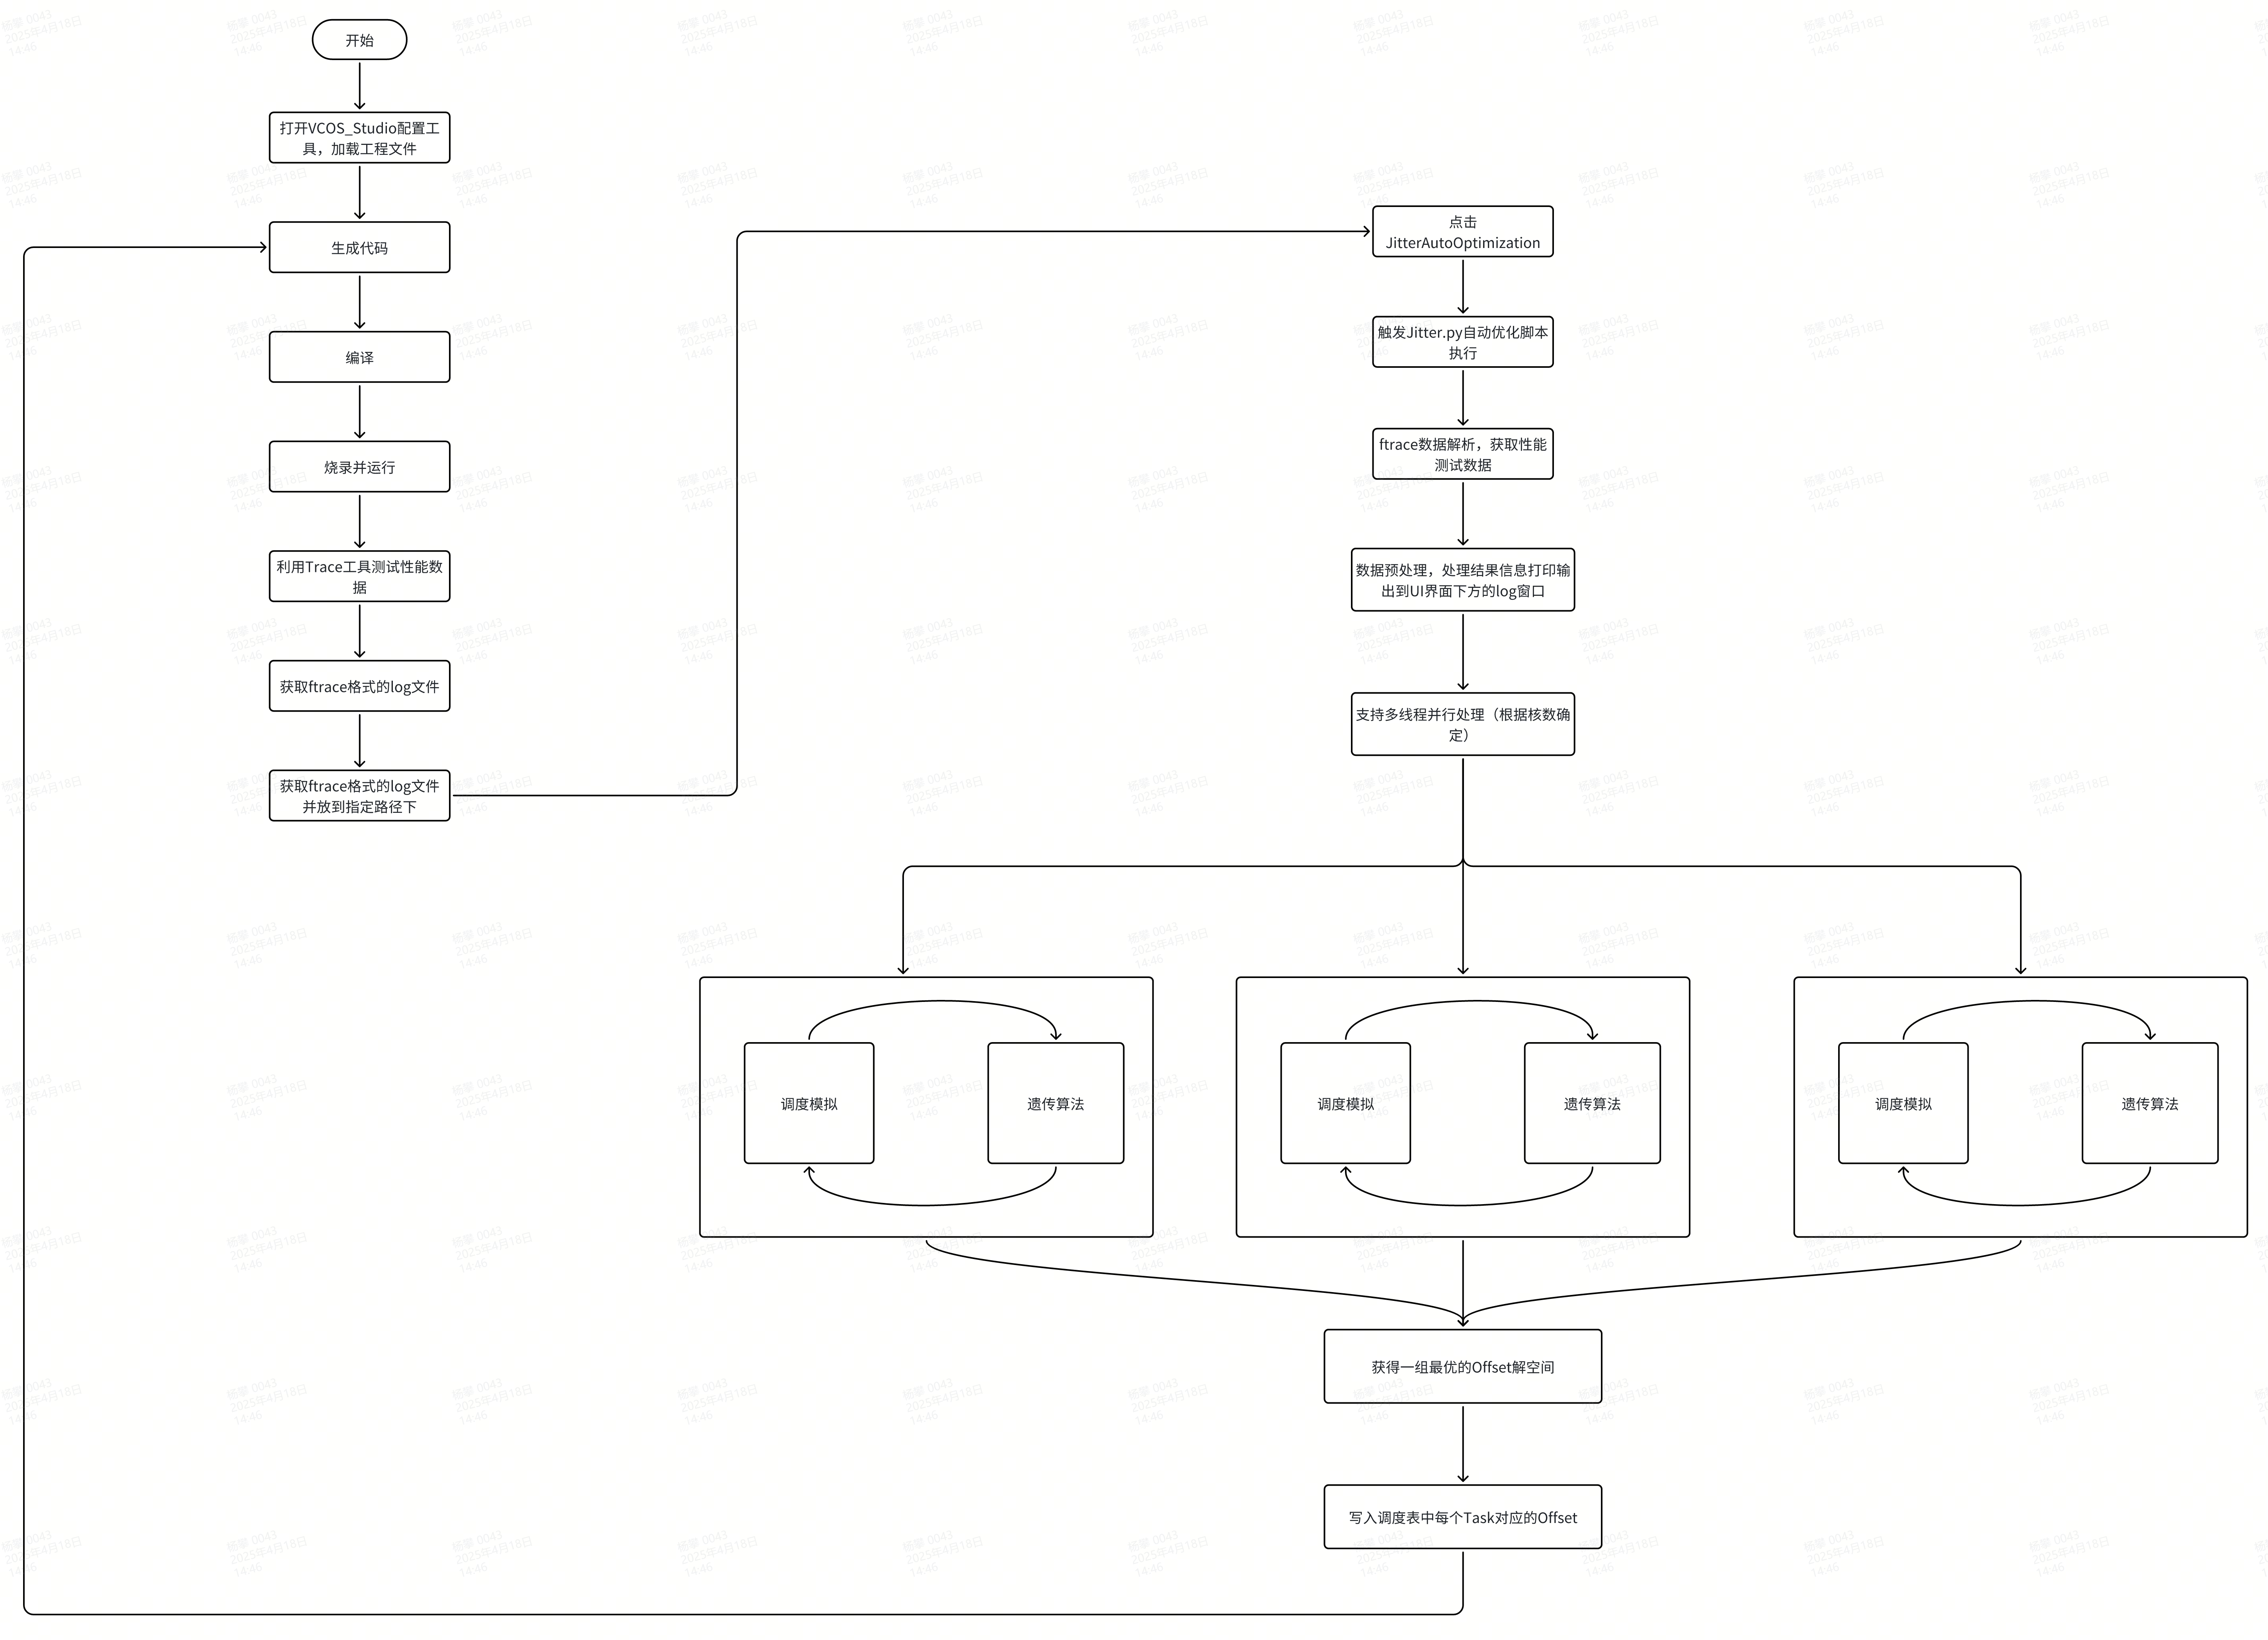 开始
打开VCOS_Studio配置工
具，加载工程文件
生成代码
编译
烧录并运行
利用Trace工具测试性能数
据
获取ftrace格式的log文件
获取ftrace格式的log文件
并放到指定路径下
点击
JitterAutoOptimization
触发Jitter.py自动优化脚本
执行
ftrace数据解析，获取性能
测试数据
数据预处理，处理结果信息打印输
出到UI界面下方的log窗口
支持多线程并行处理（根据核数确
定）
调度模拟
遗传算法
调度模拟
遗传算法
调度模拟
遗传算法
获得一组最优的Offset解空间
写入调度表中每个Task对应的Offset
2025年4月18日
14:46